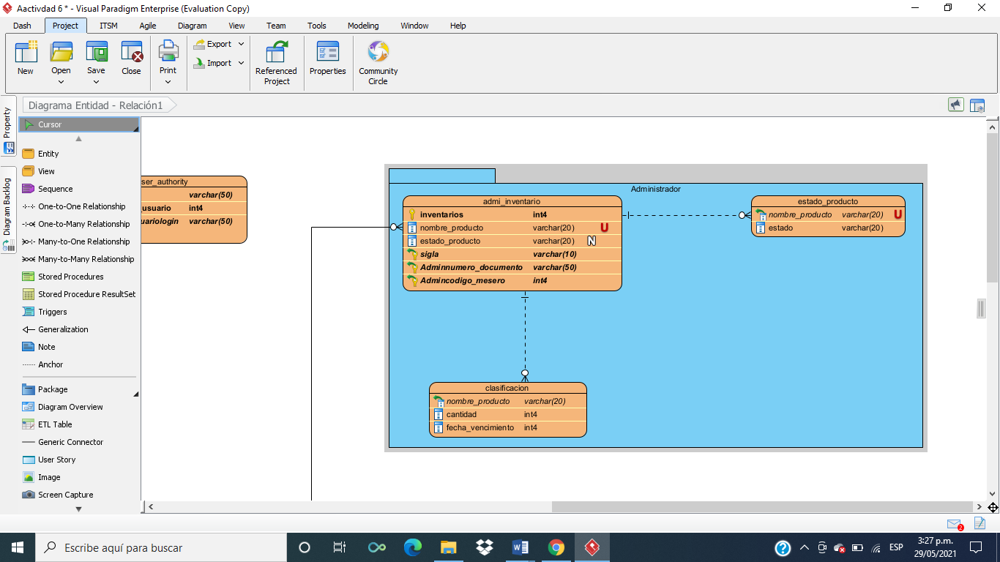 Aactivdad 6 * - Visual Paradigm Enterprise (Evaluation Copy)
Dash Project ITSM Agile Diagram View Team Tools Modeling Window Help
New Open Save Close Print Export Import Referenced Project Properties Community Circle
Diagrama Entidad - Relación1
Property
Diagram Backlog
Cursor
Entity
View
Sequence
One-to-One Relationship
One-to-Many Relationship
Many-to-One Relationship
Many-to-Many Relationship
Stored Procedures
Stored Procedure ResultSet
Triggers
Generalization
Note
Anchor
Package
Diagram Overview
ETL Table
Generic Connector
User Story
Image
Screen Capture
ser_authority
varchar(50)
_usuario int4
uariologin varchar(50)
Administrador
admi_inventario
inventarios int4
nombre_producto varchar(20) U
estado_producto varchar(20) N
sigla varchar(10)
Adminnumero_documento varchar(50)
Admincodigo_mesero int4
estado_producto
nombre_producto varchar(20) U
estado varchar(20)
clasificacion
nombre_producto varchar(20)
cantidad int4
fecha_vencimiento int4
2
Escribe aquí para buscar
ESP
3:27 p.m.
29/05/2021